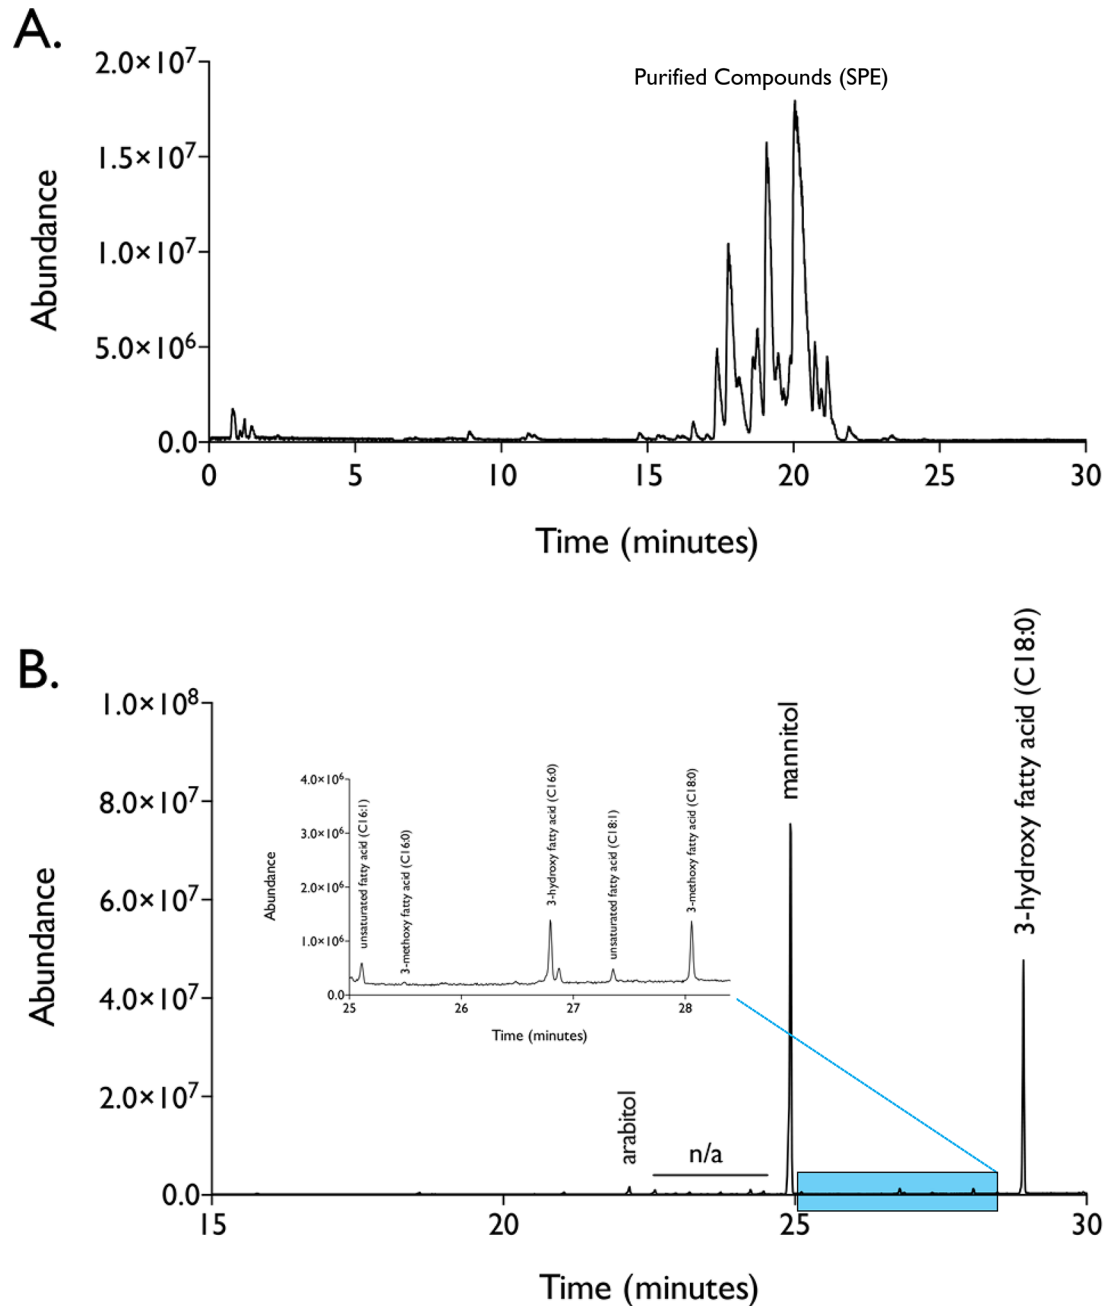 A.
Purified Compounds (SPE)
2.0×10⁷
1.5×10⁷
1.0×10⁷
5.0×10⁶
0.0
Abundance
0 5 10 15 20 25 30
Time (minutes)
B.
1.0×10⁸
8.0×10⁷
6.0×10⁷
4.0×10⁷
2.0×10⁷
0.0
Abundance
4.0×10⁶
3.0×10⁶
2.0×10⁶
1.0×10⁶
0.0
Abundance
unsaturated fatty acid (C16:1)
3-methoxy fatty acid (C16:0)
3-hydroxy fatty acid (C16:0)
unsaturated fatty acid (C18:1)
3-methoxy fatty acid (C18:0)
25 26 27 28
Time (minutes)
arabitol
n/a
mannitol
3-hydroxy fatty acid (C18:0)
15 20 25 30
Time (minutes)